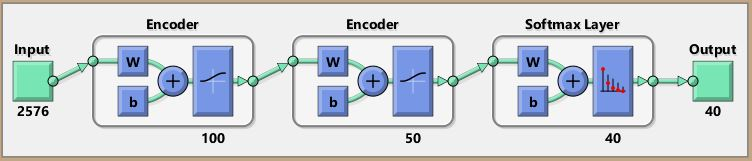 Input
2576
Encoder
W
b
+
100
Encoder
W
b
+
50
Softmax Layer
W
b
+
40
Output
40